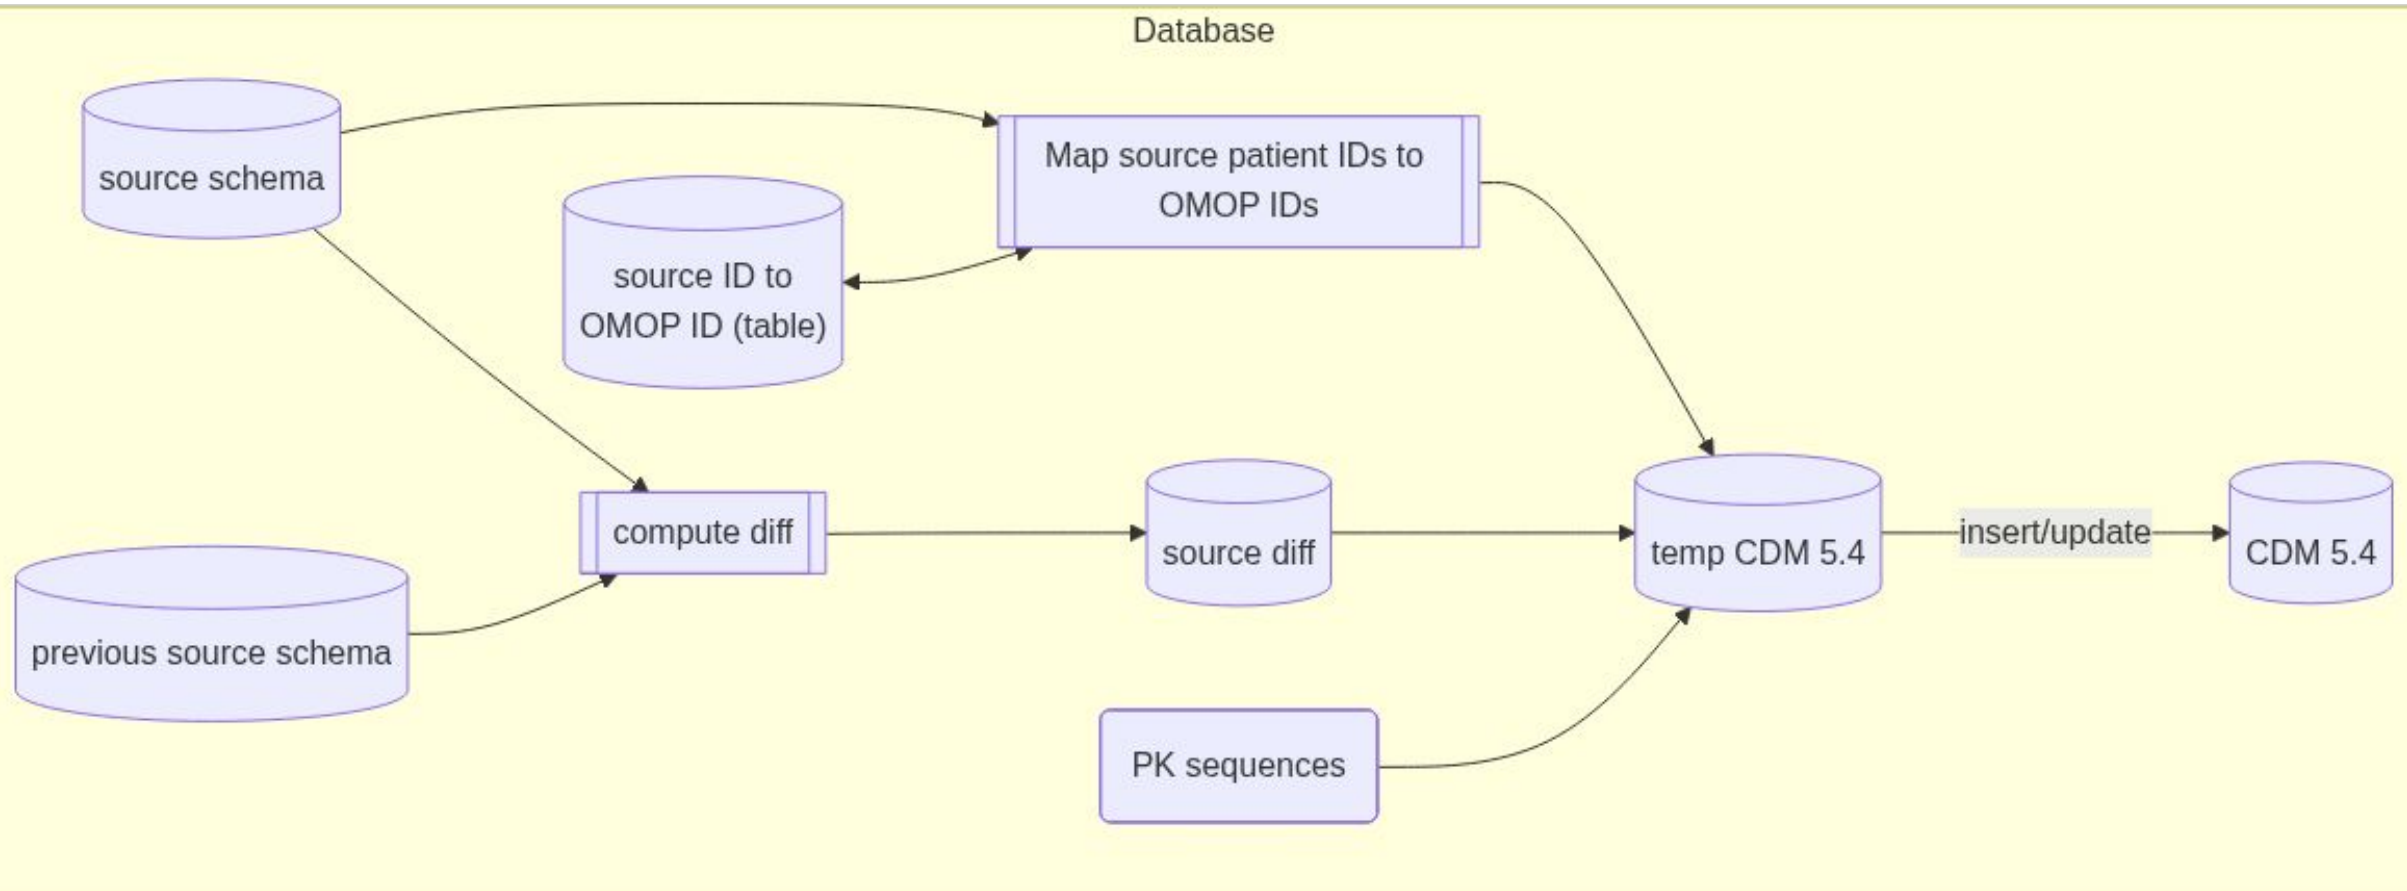 Database
source schema
Map source patient IDs to
OMOP IDs
source ID to
OMOP ID (table)
compute diff
source diff
temp CDM 5.4
insert/update
CDM 5.4
previous source schema
PK sequences